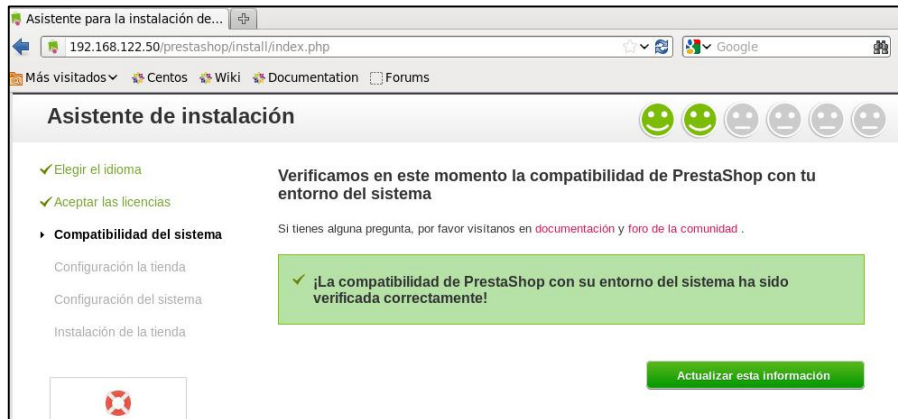 Asistente para la instalación de...
192.168.122.50/prestashop/install/index.php
Google
Más visitados Centos Wiki Documentation Forums
Asistente de instalación
Elegir el idioma
Aceptar las licencias
Compatibilidad del sistema
Configuración la tienda
Configuración del sistema
Instalación de la tienda
Verificamos en este momento la compatibilidad de PrestaShop con tu
entorno del sistema
Si tienes alguna pregunta, por favor visítanos en documentación y foro de la comunidad .
¡La compatibilidad de PrestaShop con su entorno del sistema ha sido
verificada correctamente!
Actualizar esta información